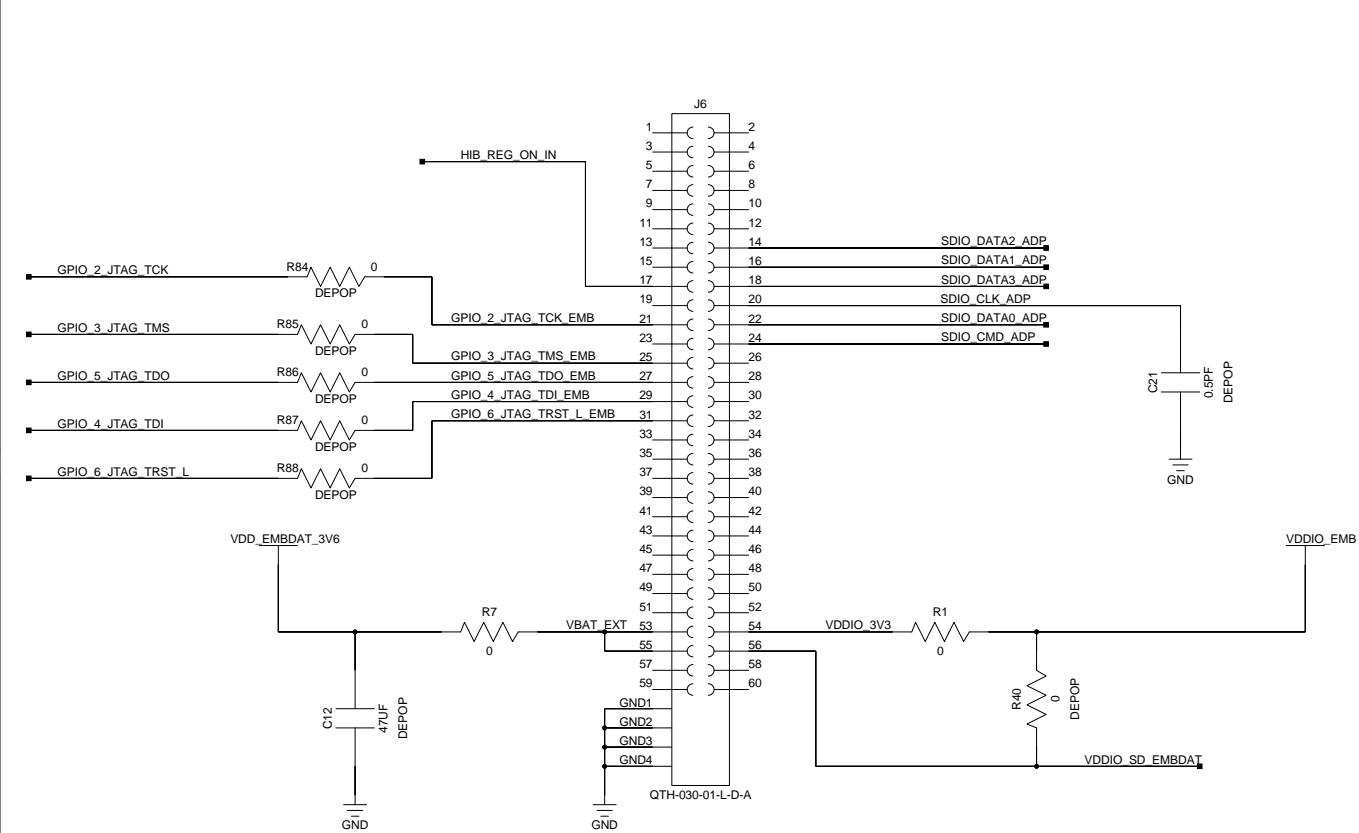 J6
1 2
3 4
HIB_REG_ON_IN
5 6
7 8
9 10
11 12
13 14 SDIO_DATA2_ADP
15 16 SDIO_DATA1_ADP
GPIO_2_JTAG_TCK R84 0 DEPOP
17 18 SDIO_DATA3_ADP
19 20 SDIO_CLK_ADP
GPIO_2_JTAG_TCK_EMB 21 22 SDIO_DATA0_ADP
GPIO_3_JTAG_TMS R85 0 DEPOP
23 24 SDIO_CMD_ADP
GPIO_3_JTAG_TMS_EMB 25 26
GPIO_5_JTAG_TDO R86 0 DEPOP
GPIO_5_JTAG_TDO_EMB 27 28
C21 0.5PF DEPOP
GPIO_4_JTAG_TDI_EMB 29 30
GPIO_4_JTAG_TDI R87 0 DEPOP
GPIO_6_JTAG_TRST_L_EMB 31 32
33 34
35 36
GPIO_6_JTAG_TRST_L R88 0 DEPOP
37 38
GND
39 40
41 42
43 44
VDD_EMBDAT_3V6
VDDIO_EMB
45 46
47 48
49 50
51 52
R7 0
VBAT_EXT 53 54 VDDIO_3V3
R1 0
55 56
57 58
59 60
R40 0 DEPOP
C12 47UF DEPOP
GND1
GND2
GND3
GND4
VDDIO_SD_EMBDAT
QTH-030-01-L-D-A
GND
GND